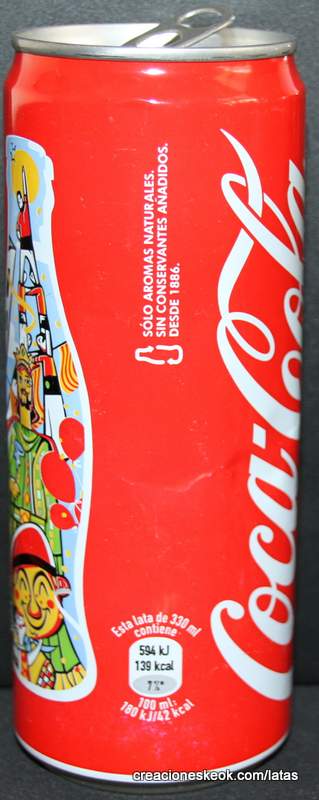 SÓLO AROMAS NATURALES.
SIN CONSERVANTES AÑADIDOS.
DESDE 1886.
Coca-Cola
Esta lata de 330 ml
contiene
594 kJ
139 kcal
7%*
100 ml:
180 kJ/42 kcal
creacioneskeok.com/latas